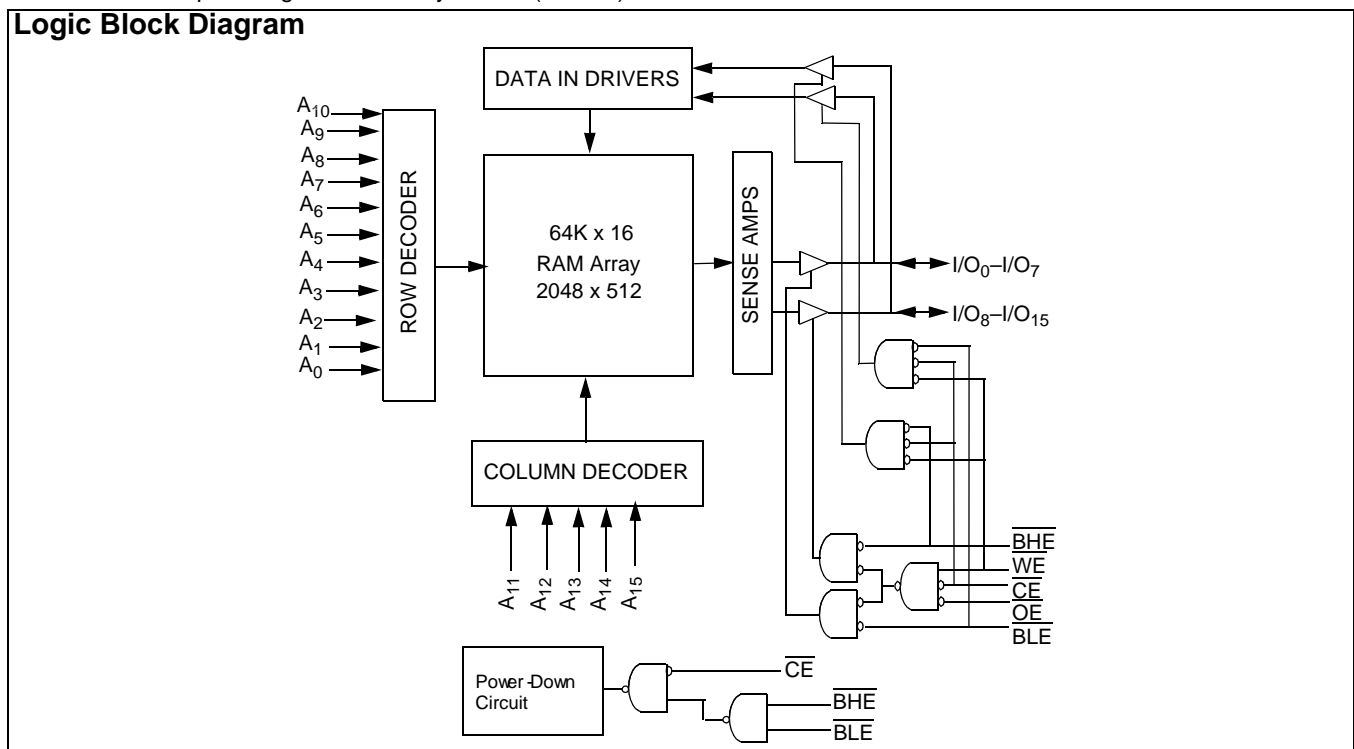 Logic Block Diagram
DATA IN DRIVERS
A10
A9
A8
A7
A6
A5
A4
A3
A2
A1
A0
ROW DECODER
64K x 16
RAM Array
2048 x 512
SENSE AMPS
I/O0–I/O7
I/O8–I/O15
COLUMN DECODER
A11
A12
A13
A14
A15
BHE
WE
CE
OE
BLE
Power-Down
Circuit
CE
BHE
BLE